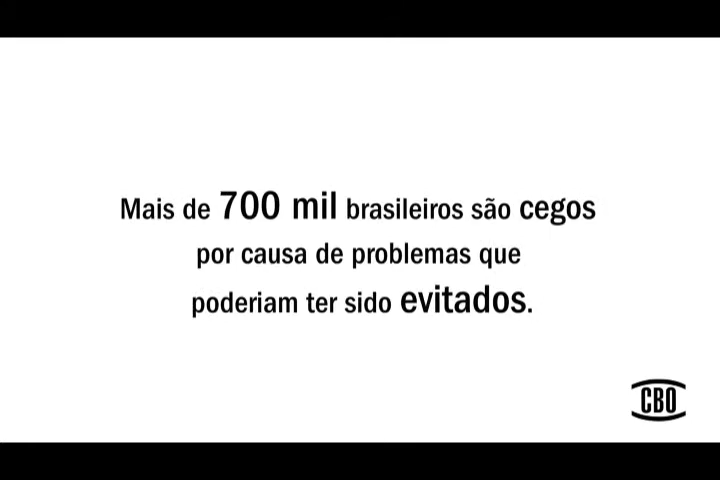 Mais de 700 mil brasileiros são cegos
por causa de problemas que
poderiam ter sido evitados.
CBO